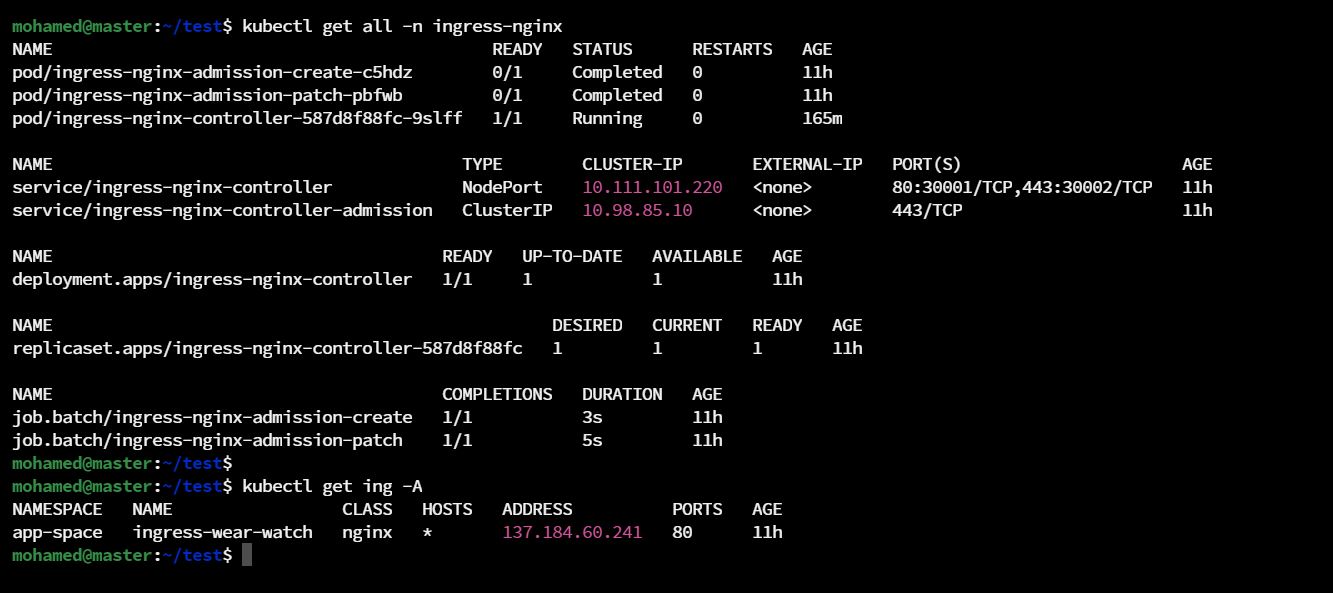 mohamed@master:~/test$ kubectl get all -n ingress-nginx
NAME READY STATUS RESTARTS AGE
pod/ingress-nginx-admission-create-c5hdz 0/1 Completed 0 11h
pod/ingress-nginx-admission-patch-pbfwb 0/1 Completed 0 11h
pod/ingress-nginx-controller-587d8f88fc-9slff 1/1 Running 0 165m
NAME TYPE CLUSTER-IP EXTERNAL-IP PORT(S) AGE
service/ingress-nginx-controller NodePort 10.111.101.220 <none> 80:30001/TCP,443:30002/TCP 11h
service/ingress-nginx-controller-admission ClusterIP 10.98.85.10 <none> 443/TCP 11h
NAME READY UP-TO-DATE AVAILABLE AGE
deployment.apps/ingress-nginx-controller 1/1 1 1 11h
NAME DESIRED CURRENT READY AGE
replicaset.apps/ingress-nginx-controller-587d8f88fc 1 1 1 11h
NAME COMPLETIONS DURATION AGE
job.batch/ingress-nginx-admission-create 1/1 3s 11h
job.batch/ingress-nginx-admission-patch 1/1 5s 11h
mohamed@master:~/test$
mohamed@master:~/test$ kubectl get ing -A
NAMESPACE NAME CLASS HOSTS ADDRESS PORTS AGE
app-space ingress-wear-watch nginx * 137.184.60.241 80 11h
mohamed@master:~/test$